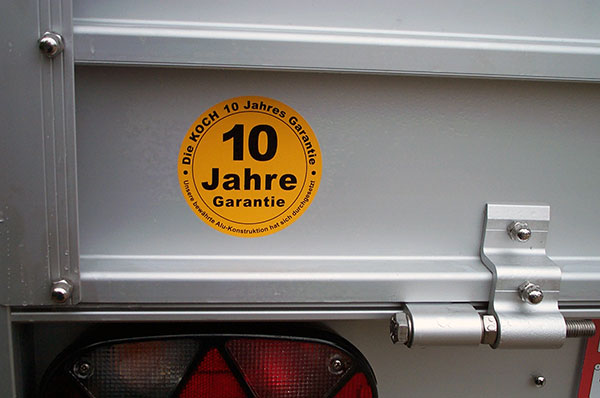 Die KOCH 10 Jahres Garantie
10
Jahre
Garantie
Unsere bewährte Alu-Konstruktion hat sich durchgesetzt